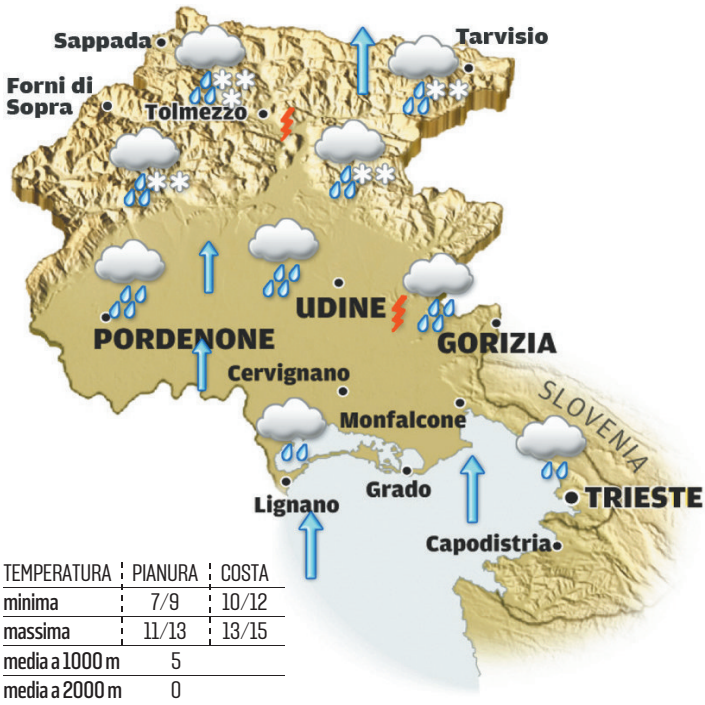 Sappada
Tarvisio
Forni di
Sopra
Tolmezzo
UDINE
PORDENONE
GORIZIA
Cervignano
SLOVENIA
Monfalcone
Grado
Lignano
TRIESTE
Capodistria
TEMPERATURA PIANURA COSTA
minima 7/9 10/12
massima 11/13 13/15
media a 1000 m 5
media a 2000 m 0